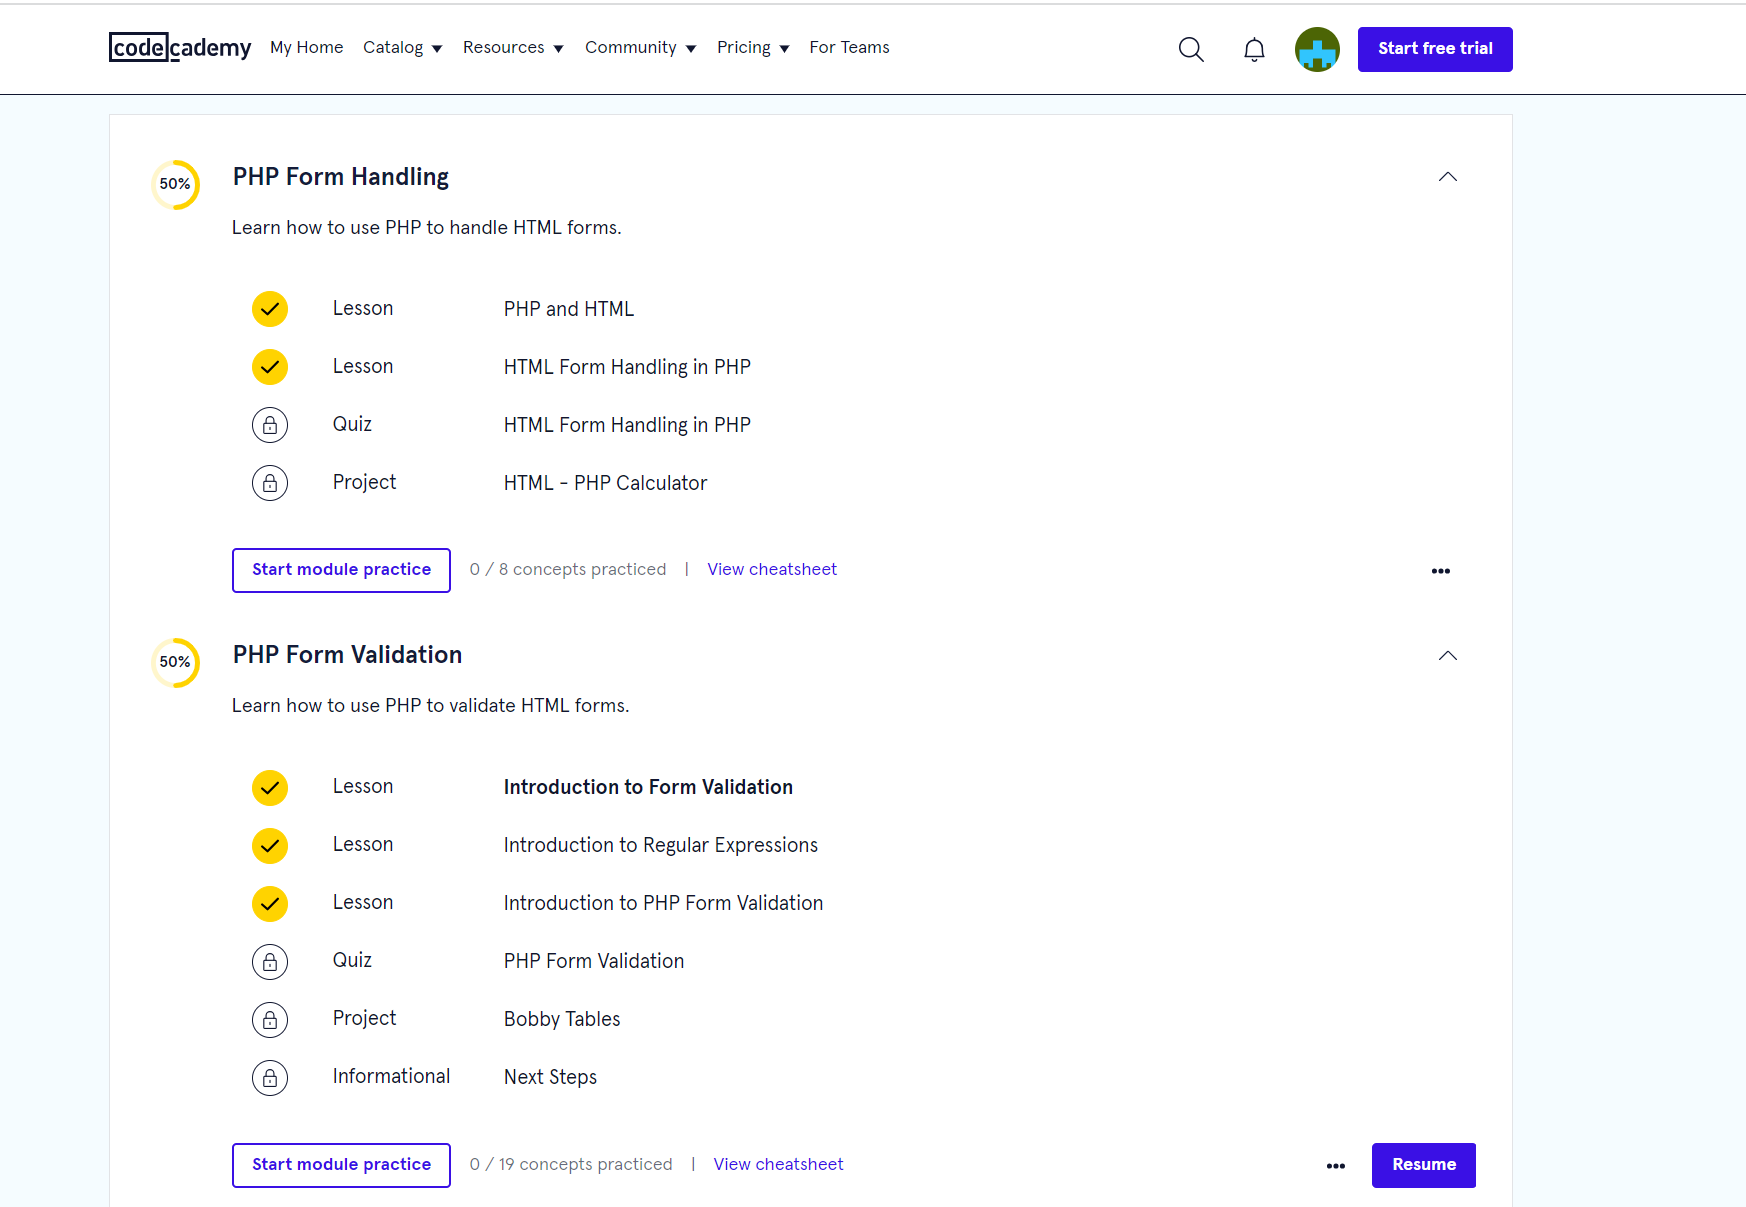 codecademy My Home Catalog Resources Community Pricing For Teams Start free trial
50% PHP Form Handling
Learn how to use PHP to handle HTML forms.
Lesson PHP and HTML
Lesson HTML Form Handling in PHP
Quiz HTML Form Handling in PHP
Project HTML - PHP Calculator
Start module practice 0 / 8 concepts practiced | View cheatsheet
50% PHP Form Validation
Learn how to use PHP to validate HTML forms.
Lesson Introduction to Form Validation
Lesson Introduction to Regular Expressions
Lesson Introduction to PHP Form Validation
Quiz PHP Form Validation
Project Bobby Tables
Informational Next Steps
Start module practice 0 / 19 concepts practiced | View cheatsheet Resume